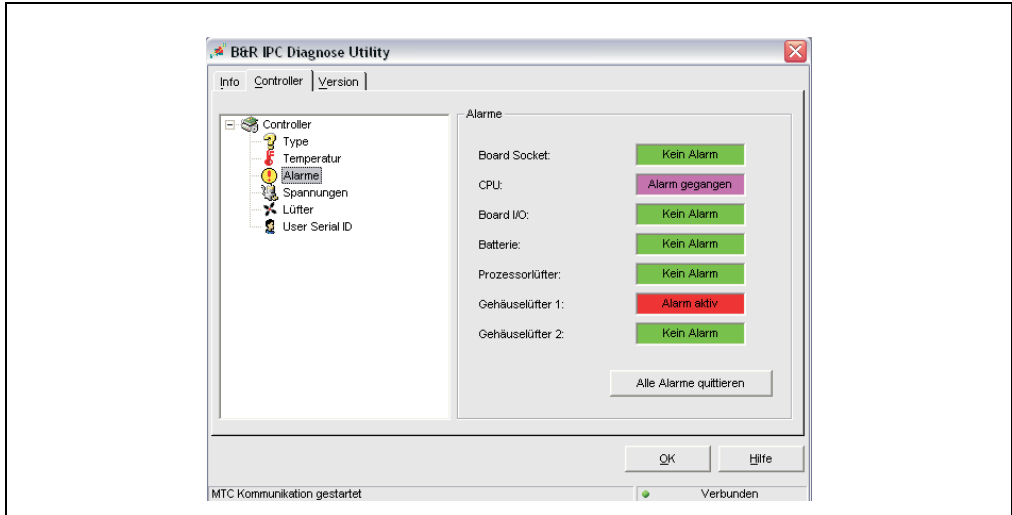 B&R IPC Diagnose Utility
Info
Controller
Version
Controller
Type
Temperatur
Alarme
Spannungen
Lüfter
User Serial ID
Alarme
Board Socket: Kein Alarm
CPU: Alarm gegangen
Board I/O: Kein Alarm
Batterie: Kein Alarm
Prozessorlüfter: Kein Alarm
Gehäuselüfter 1: Alarm aktiv
Gehäuselüfter 2: Kein Alarm
Alle Alarme quittieren
OK
Hilfe
MTC Kommunikation gestartet
Verbunden